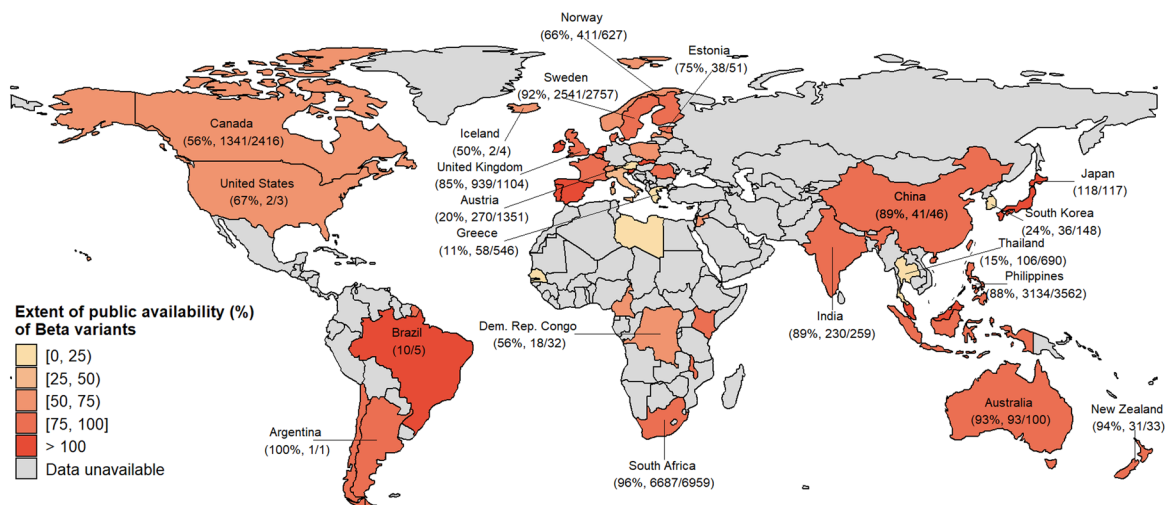 Norway
(66%, 411/627)
Estonia
(75%, 38/51)
Sweden
(92%, 2541/2757)
Canada
(56%, 1341/2416)
Iceland
(50%, 2/4)
United Kingdom
(85%, 939/1104)
Austria
(20%, 270/1351)
Greece
(11%, 58/546)
United States
(67%, 2/3)
China
(89%, 41/46)
Japan
(118/117)
South Korea
(24%, 36/148)
Thailand
(15%, 106/690)
Philippines
(88%, 3134/3562)
India
(89%, 230/259)
Dem. Rep. Congo
(56%, 18/32)
Brazil
(10/5)
Argentina
(100%, 1/1)
South Africa
(96%, 6687/6959)
Australia
(93%, 93/100)
New Zealand
(94%, 31/33)
Extent of public availability (%)
of Beta variants
[0, 25)
[25, 50)
[50, 75)
[75, 100]
> 100
Data unavailable